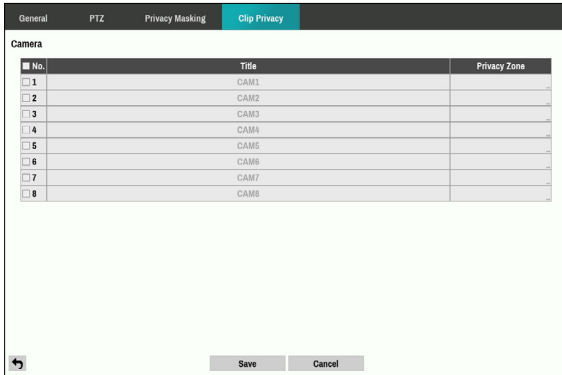 General PTZ Privacy Masking Clip Privacy
Camera
No. Title Privacy Zone
1 CAM1 ...
2 CAM2 ...
3 CAM3 ...
4 CAM4 ...
5 CAM5 ...
6 CAM6 ...
7 CAM7 ...
8 CAM8 ...
Save Cancel